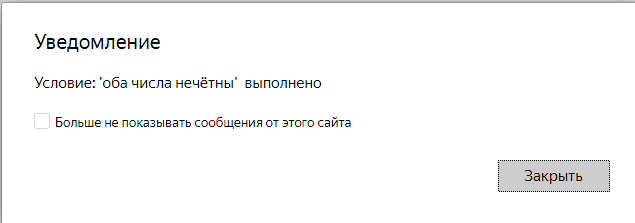 Уведомление
Условие: 'оба числа нечётны'  выполнено
Больше не показывать сообщения от этого сайта
Закрыть